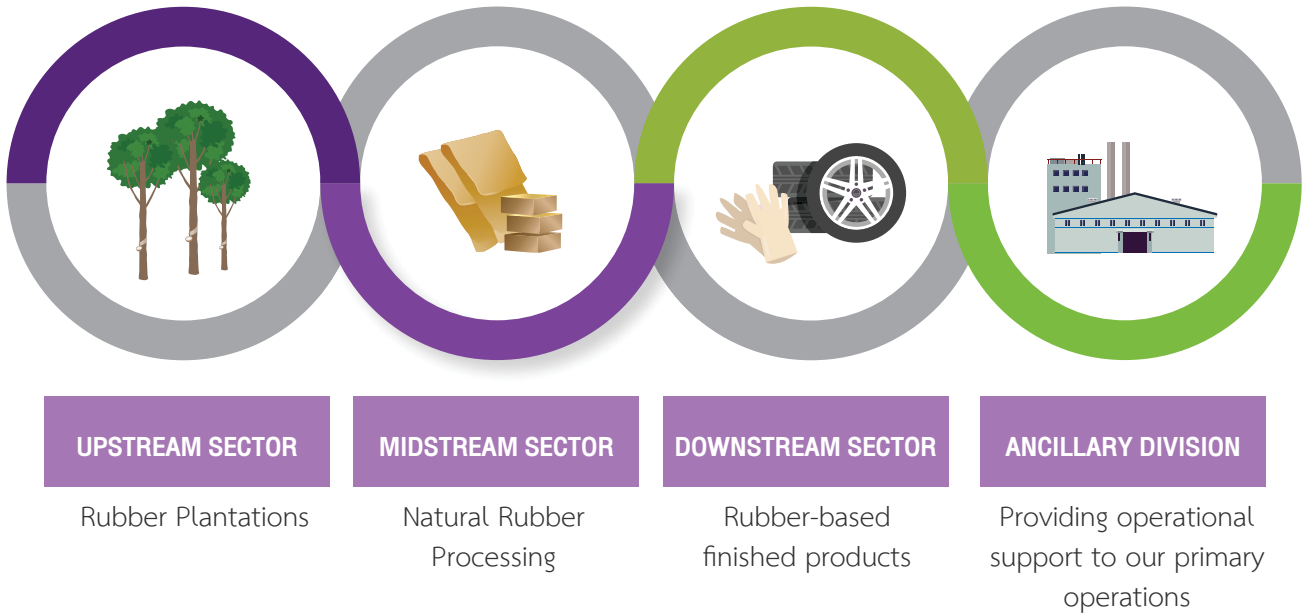 UPSTREAM SECTOR
Rubber Plantations
MIDSTREAM SECTOR
Natural Rubber
Processing
DOWNSTREAM SECTOR
Rubber-based
finished products
ANCILLARY DIVISION
Providing operational
support to our primary
operations